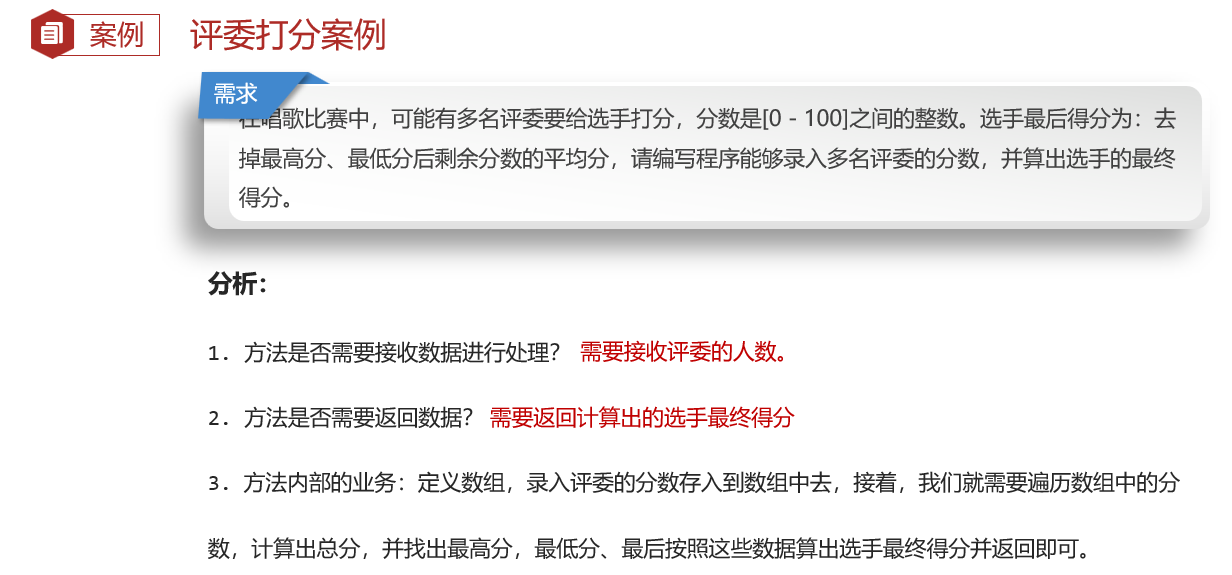 案例
评委打分案例
需求
在唱歌比赛中，可能有多名评委要给选手打分，分数是[0 - 100]之间的整数。选手最后得分为：去
掉最高分、最低分后剩余分数的平均分，请编写程序能够录入多名评委的分数，并算出选手的最终
得分。
分析：
1. 方法是否需要接收数据进行处理？ 需要接收评委的人数。
2. 方法是否需要返回数据？ 需要返回计算出的选手最终得分
3. 方法内部的业务：定义数组，录入评委的分数存入到数组中去，接着，我们就需要遍历数组中的分
数，计算出总分，并找出最高分，最低分、最后按照这些数据算出选手最终得分并返回即可。